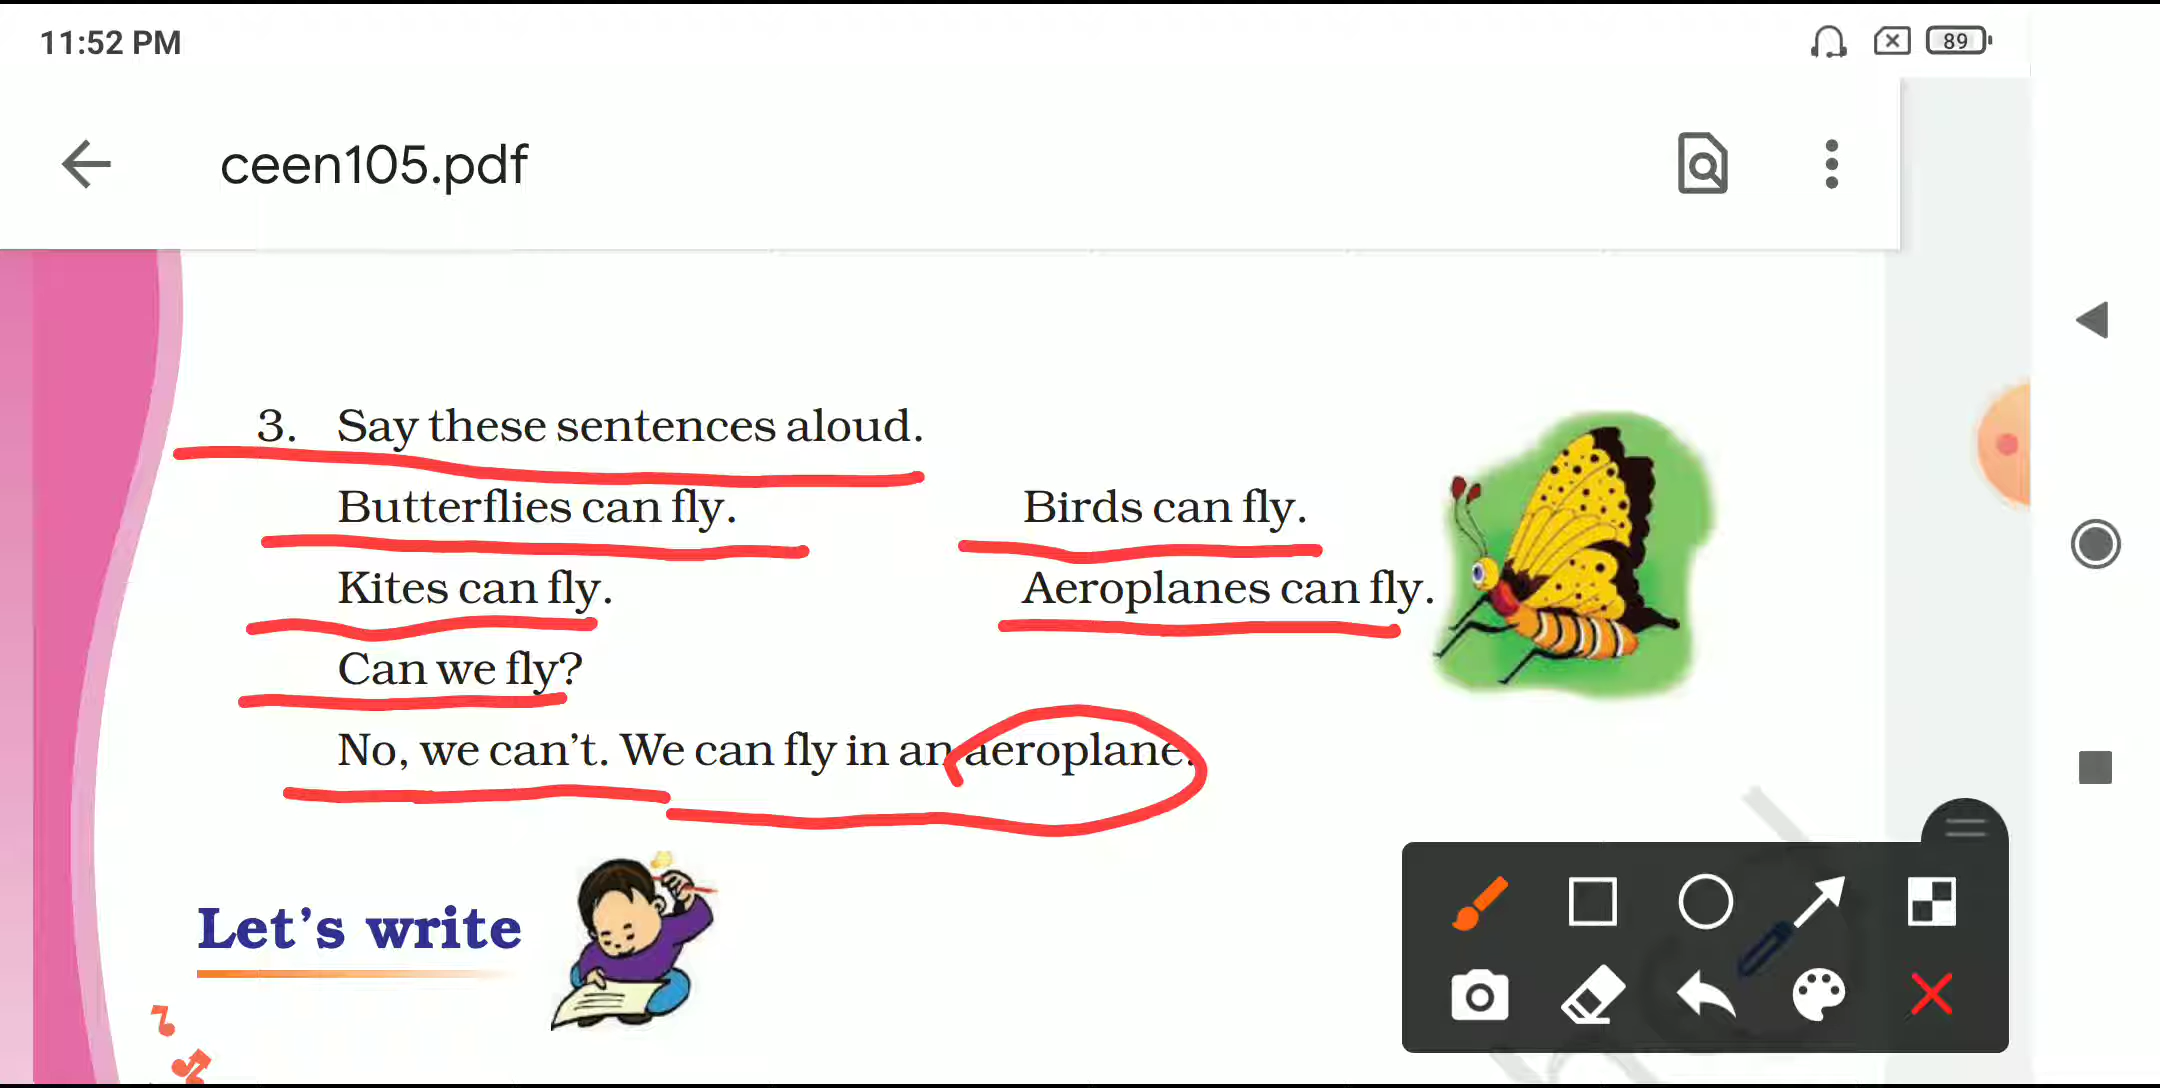 11:52 PM
89
ceen105.pdf
3. Say these sentences aloud.
Butterflies can fly. Birds can fly.
Kites can fly. Aeroplanes can fly.
Can we fly?
No, we can't. We can fly in an aeroplane.
Let's write